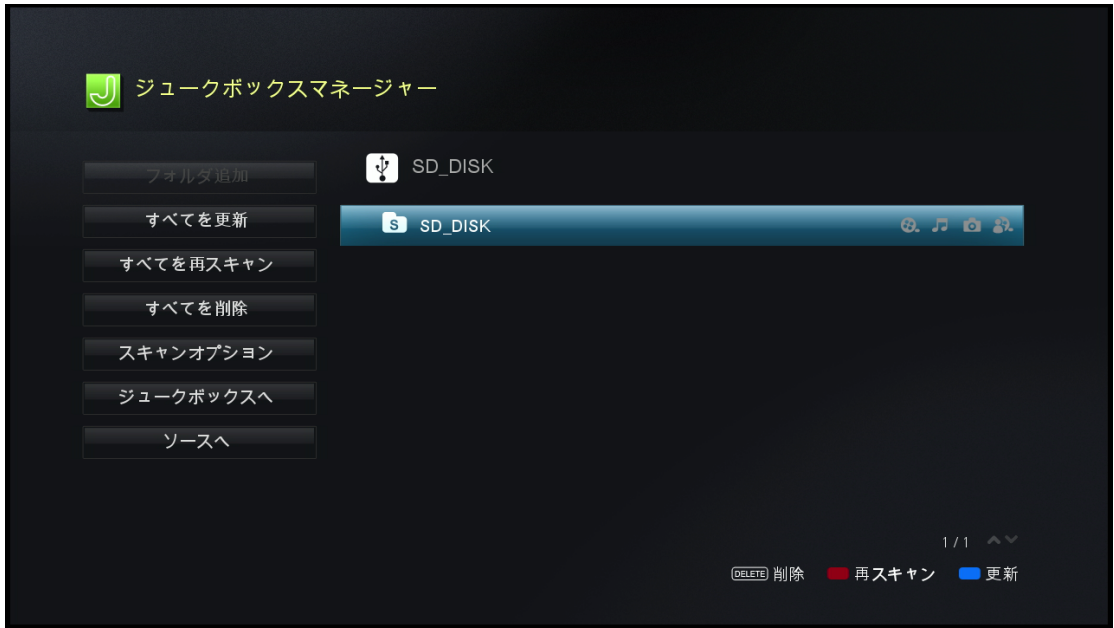 ジュークボックスマネージャー
フォルダ追加
すべてを更新
すべてを再スキャン
すべてを削除
スキャンオプション
ジュークボックスへ
ソースへ
SD_DISK
S SD_DISK
1 / 1
DELETE 削除 再スキャン 更新